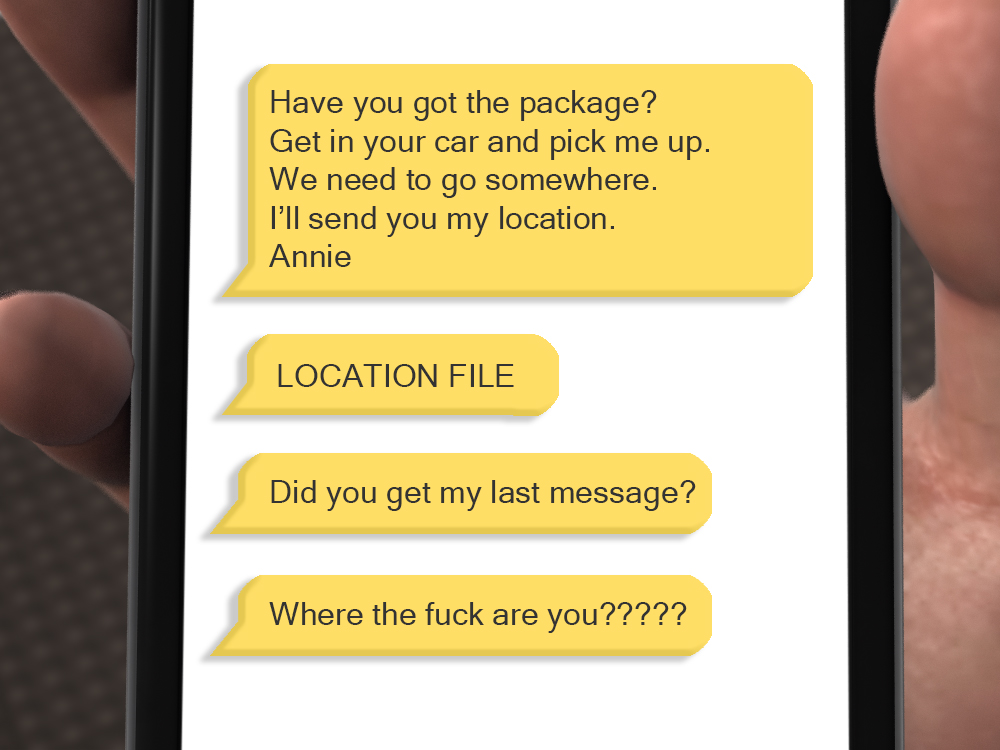 Have you got the package?
Get in your car and pick me up.
We need to go somewhere.
I’ll send you my location.
Annie
LOCATION FILE
Did you get my last message?
Where the fuck are you?????